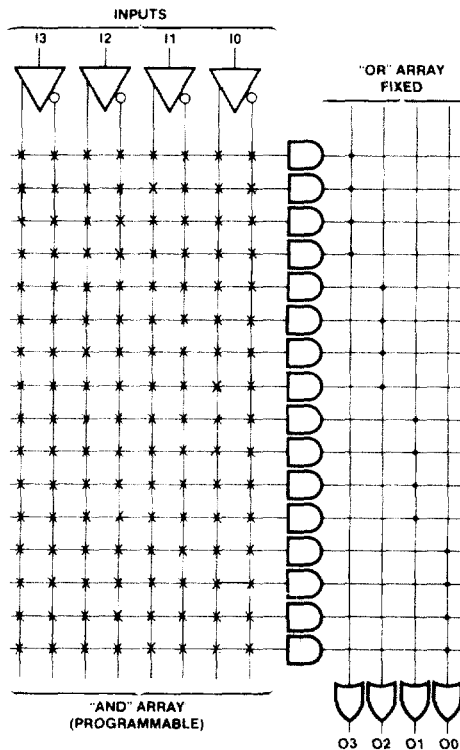 INPUTS
I3 I2 I1 I0
"OR" ARRAY
FIXED
"AND" ARRAY
(PROGRAMMABLE)
O3 O2 O1 O0